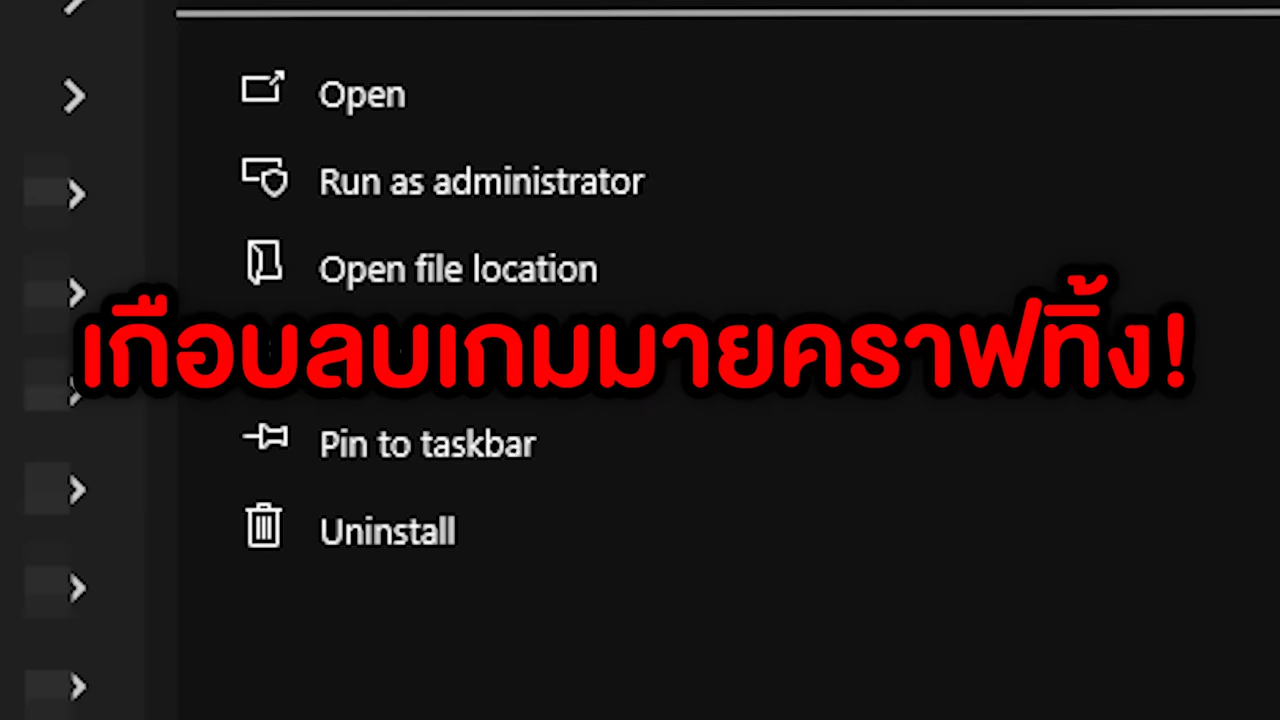 Open
Run as administrator
Open file location
เกือบลบเกมมายคราฟทิ้ง!
Pin to taskbar
Uninstall